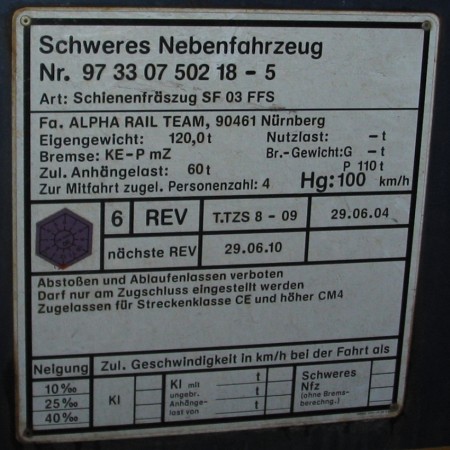 Schweres Nebenfahrzeug
Nr. 97 33 07 502 18 - 5
Art: Schienenfräszug SF 03 FFS
Fa. ALPHA RAIL TEAM, 90461 Nürnberg
Eigengewicht: 120,0t Nutzlast: -t
Bremse: KE-P mZ Br.-Gewicht:G -t
P 110t
Zul. Anhängelast: 60t
Zur Mitfahrt zugel. Personenzahl: 4 Hg:100 km/h
6 REV T.TZS 8 - 09 29.06.04
nächste REV 29.06.10
Abstoßen und Ablaufenlassen verboten
Darf nur am Zugschluss eingestellt werden
Zugelassen für Streckenklasse CE und höher CM4
Neigung Zul. Geschwindigkeit in km/h bei der Fahrt als
10‰
25‰
40‰
Kl
Kl mit t
ungebr. t
Anhänge-
last von t
Schweres
Nfz
(ohne Brems-
berechng.)